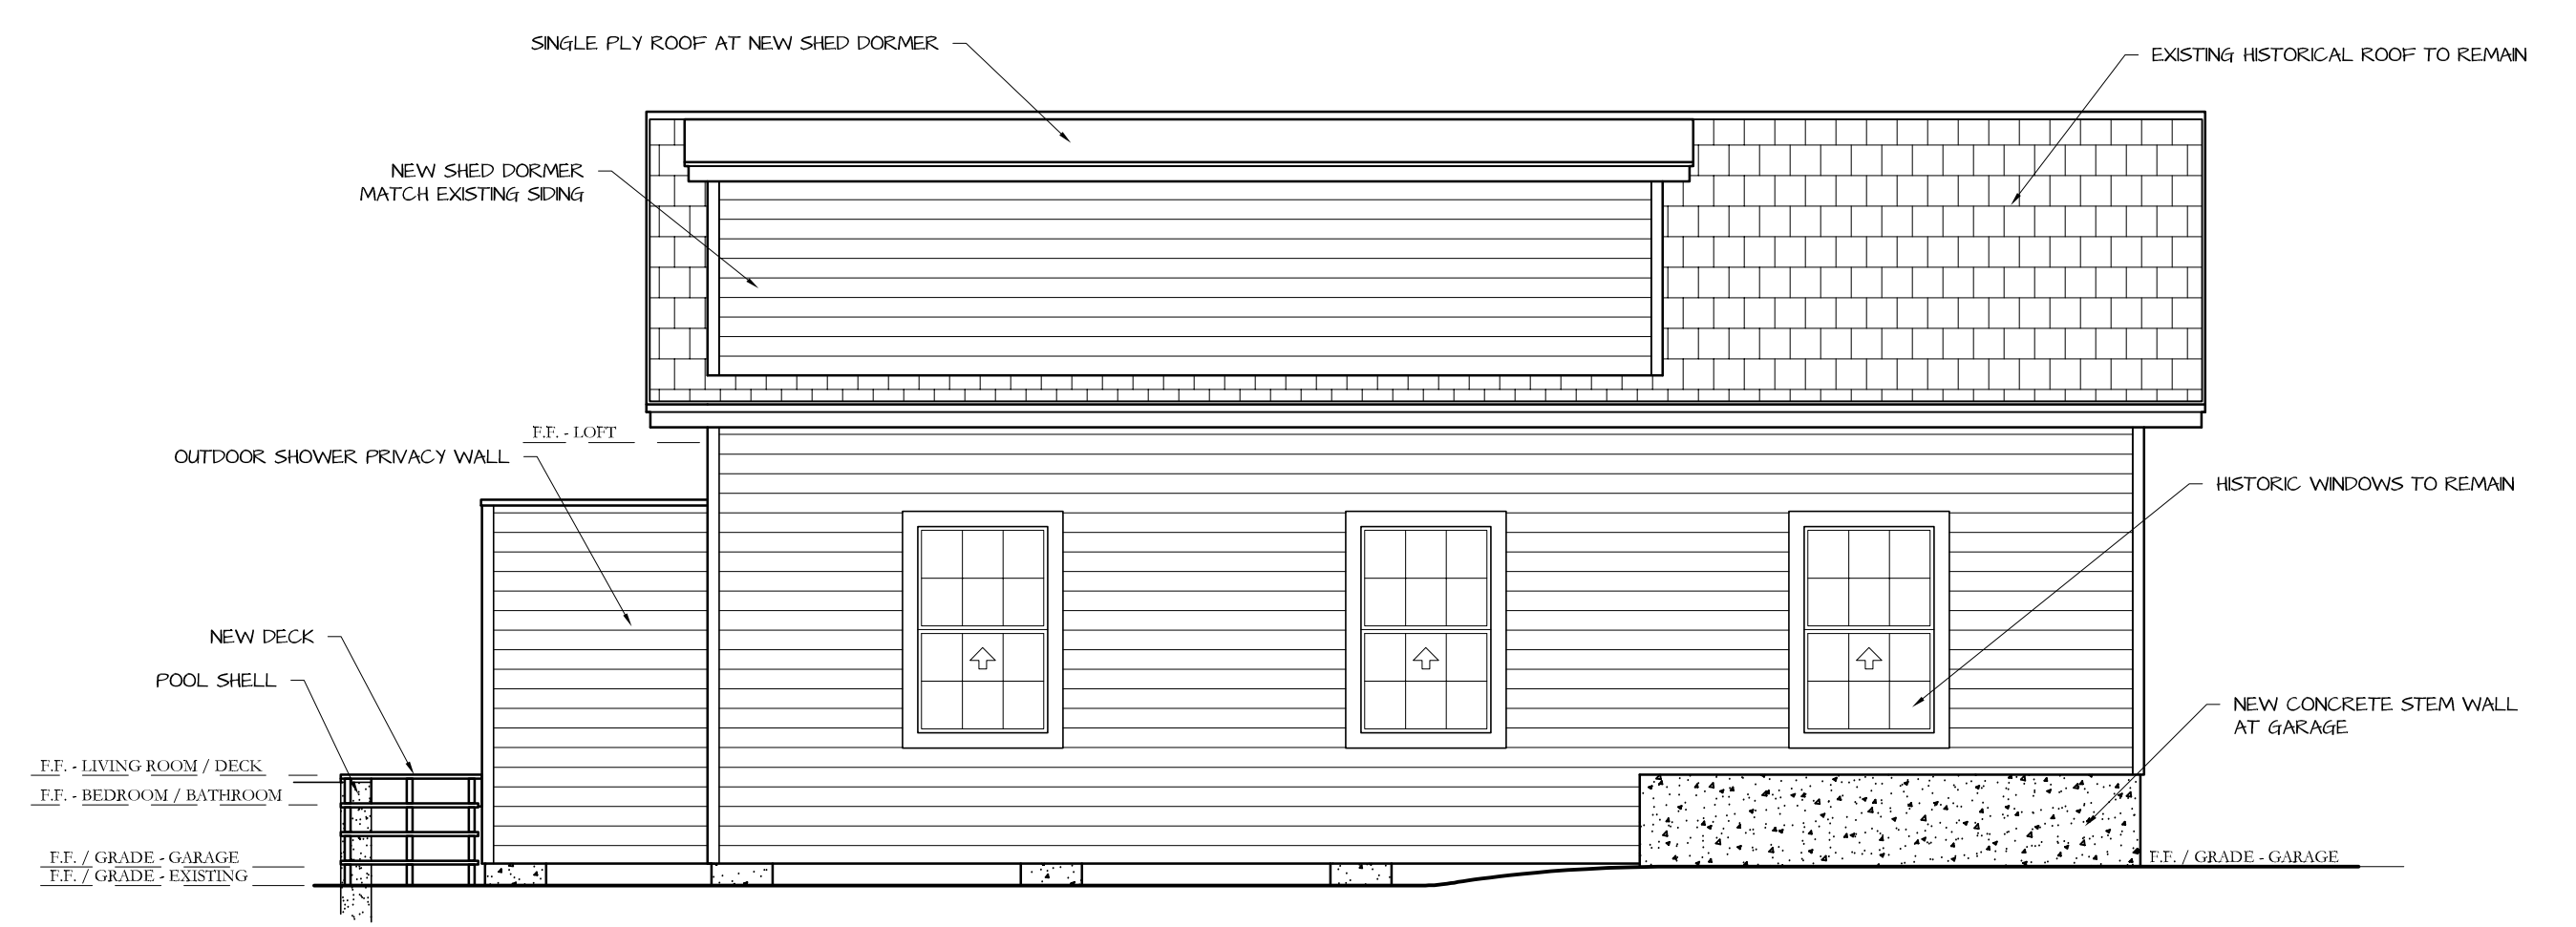 SINGLE PLY ROOF AT NEW SHED DORMER
EXISTING HISTORICAL ROOF TO REMAIN
NEW SHED DORMER
MATCH EXISTING SIDING
F.F. - LOFT
OUTDOOR SHOWER PRIVACY WALL
HISTORIC WINDOWS TO REMAIN
NEW DECK
POOL SHELL
NEW CONCRETE STEM WALL
AT GARAGE
F.F. - LIVING ROOM / DECK
F.F. - BEDROOM / BATHROOM
F.F. / GRADE - GARAGE
F.F. / GRADE - GARAGE
F.F. / GRADE - EXISTING